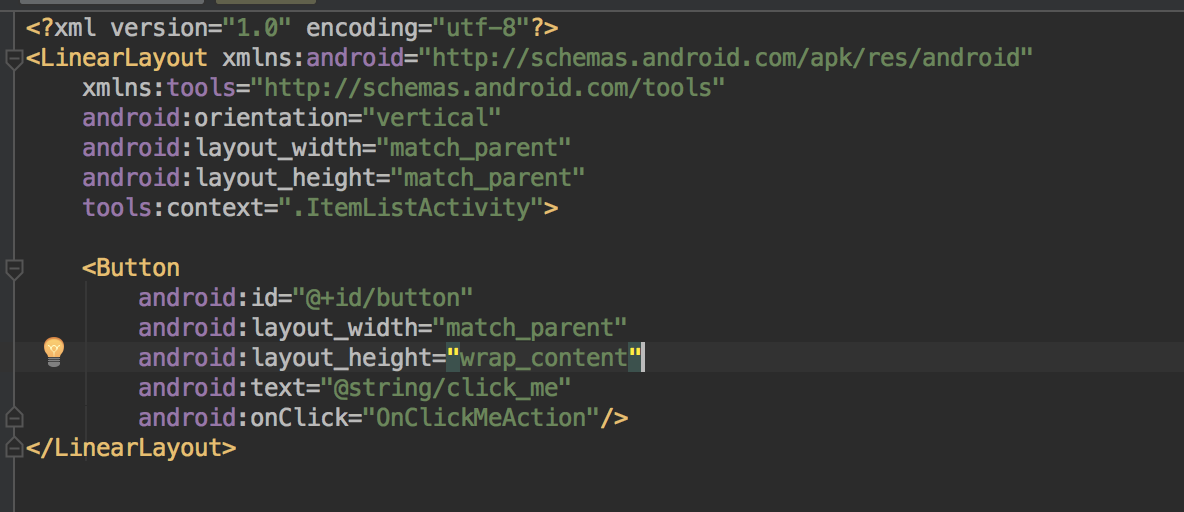 <?xml version="1.0" encoding="utf-8"?>
<LinearLayout xmlns:android="http://schemas.android.com/apk/res/android"
    xmlns:tools="http://schemas.android.com/tools"
    android:orientation="vertical"
    android:layout_width="match_parent"
    android:layout_height="match_parent"
    tools:context=".ItemListActivity">

    <Button
        android:id="@+id/button"
        android:layout_width="match_parent"
        android:layout_height="wrap_content"
        android:text="@string/click_me"
        android:onClick="OnClickMeAction"/>
</LinearLayout>